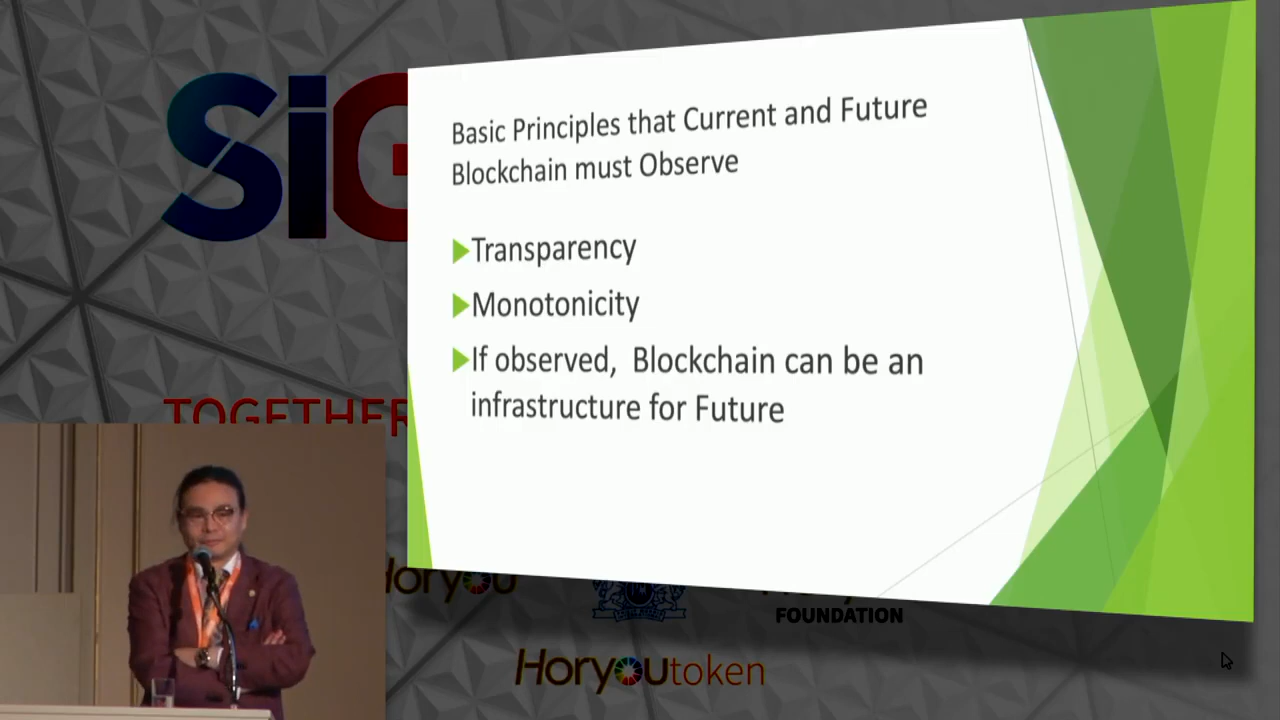 SiG
Basic Principles that Current and Future
Blockchain must Observe
Transparency
Monotonicity
If observed, Blockchain can be an
infrastructure for Future
TOGETHER
Horyou
FOUNDATION
Horyoutoken